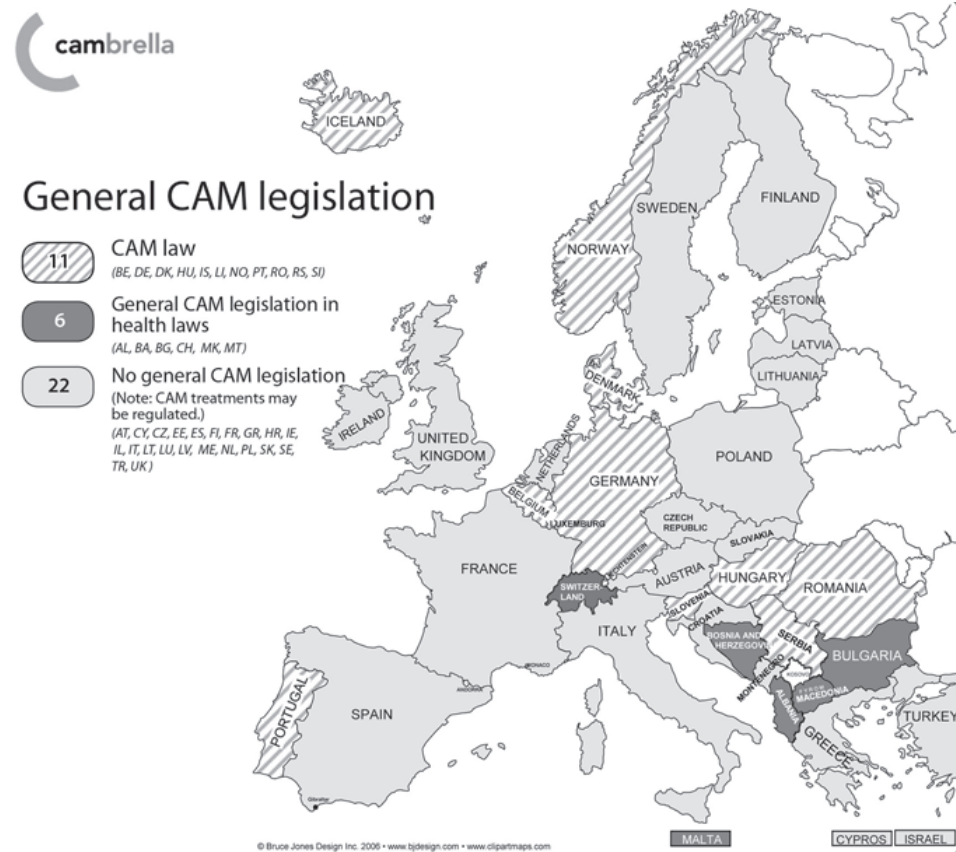 cambrella
ICELAND
General CAM legislation
11
CAM law
(BE, DE, DK, HU, IS, LI, NO, PT, RO, RS, SI)
6
General CAM legislation in
health laws
(AL, BA, BG, CH, MK, MT)
22
No general CAM legislation
(Note: CAM treatments may
be regulated.)
(AT, CY, CZ, EE, ES, FI, FR, GR, HR, IE,
IL, IT, LT, LU, LV, ME, NL, PL, SK, SE,
TR, UK )
FINLAND
SWEDEN
NORWAY
ESTONIA
LATVIA
LITHUANIA
DENMARK
IRELAND
UNITED
KINGDOM
NETHERLANDS
BELGIUM
GERMANY
POLAND
LUXEMBURG
CZECH
REPUBLIC
SLOVAKIA
LICHTENSTEIN
FRANCE
SWITZER-
LAND
AUSTRIA
HUNGARY
ROMANIA
SLOVENIA
CROATIA
ITALY
BOSNIA AND
HERZEGOVI
SERBIA
BULGARIA
MONTENEGRO
KOSOVO
FYROM
MACEDONIA
ALBANIA
MONACO
ANDORRA
PORTUGAL
SPAIN
GREECE
TURKEY
Gibraltar
MALTA
CYPROS
ISRAEL
© Bruce Jones Design Inc. 2006 • www.bjdesign.com • www.clipartmaps.com